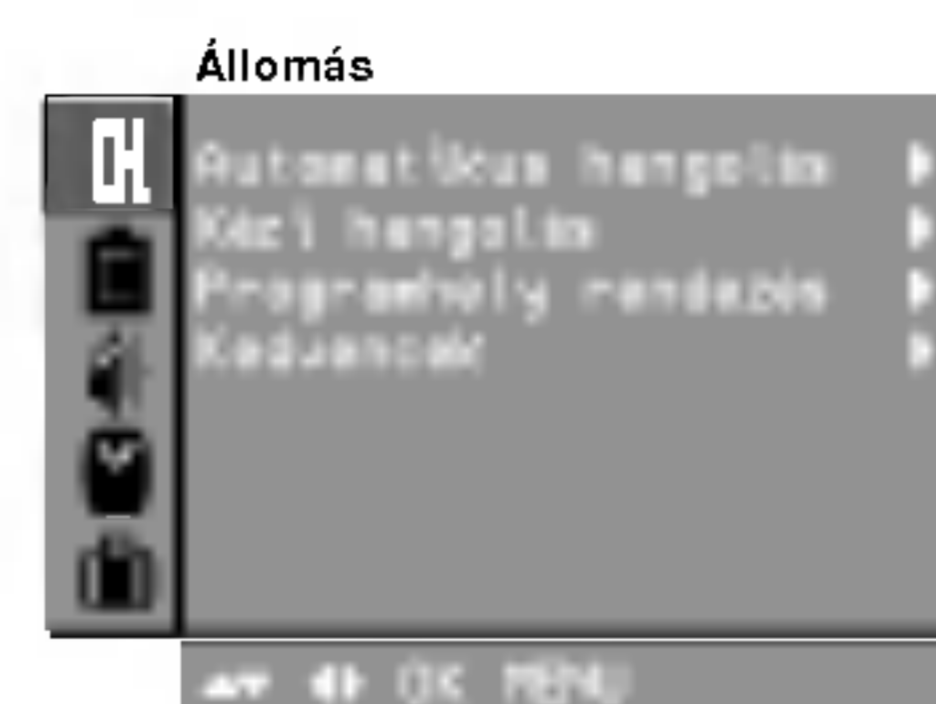 Állomás
CH
Automatikus hangolás
Kézi hangolás
Programhely rendezés
Kedvencek
OK MENU